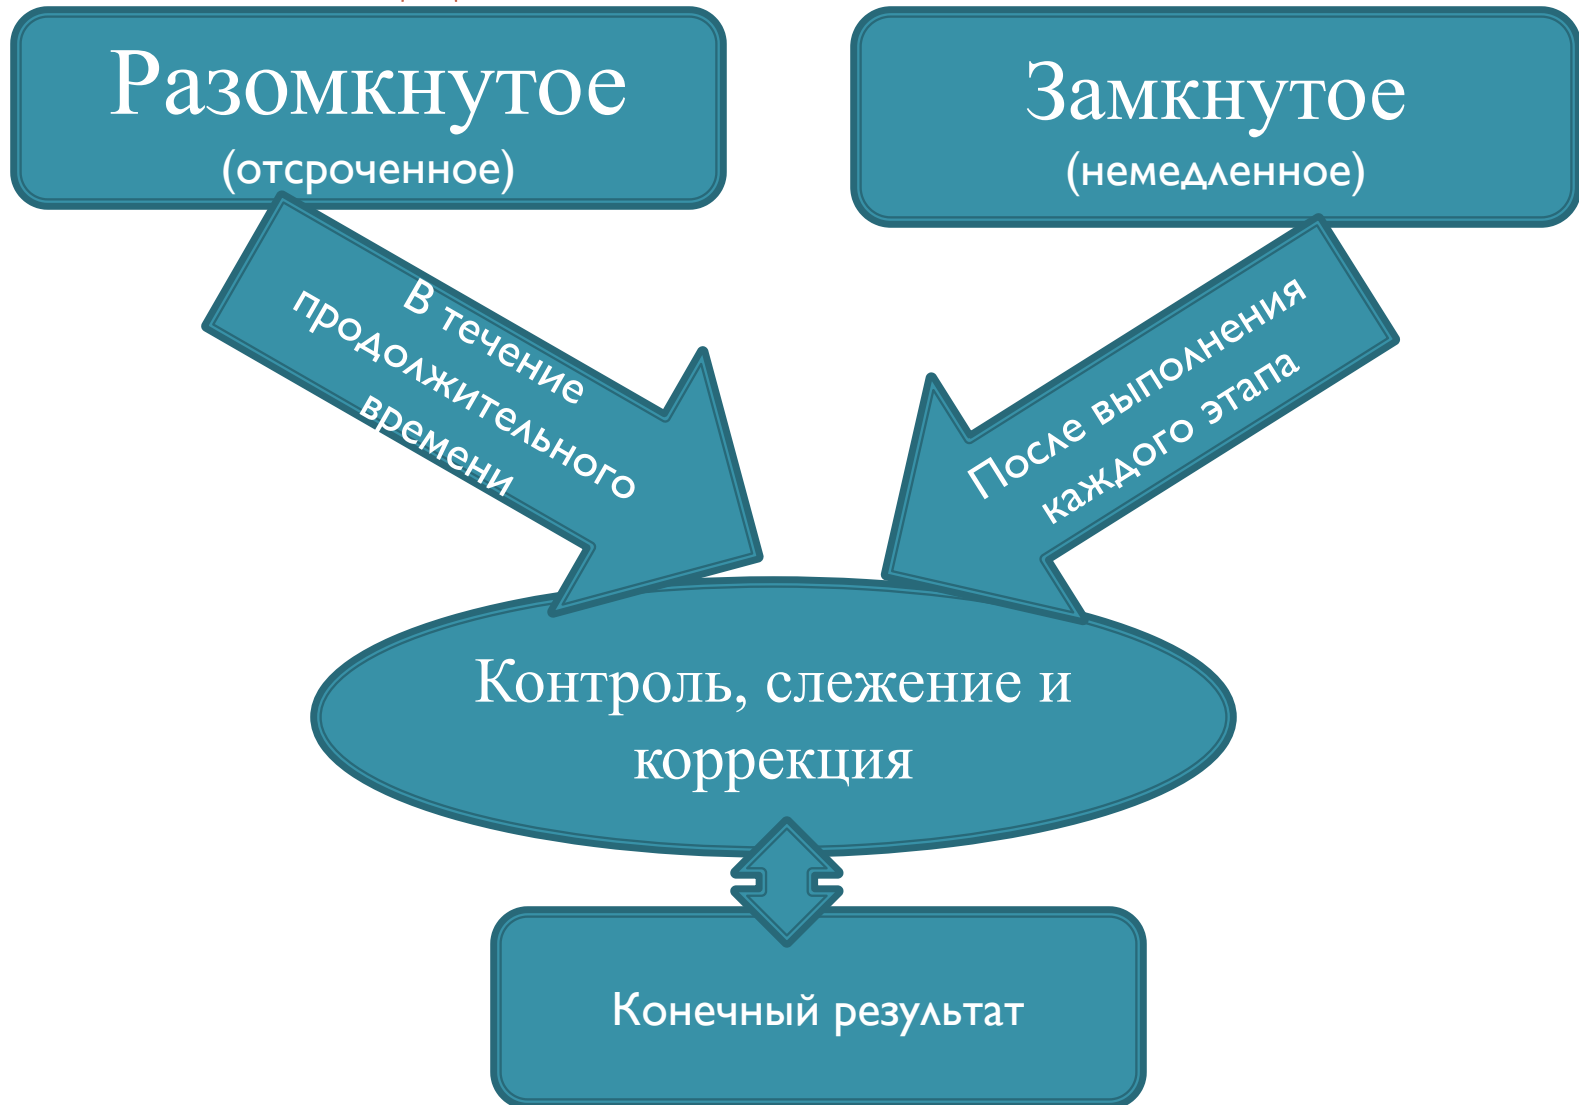 Разомкнутое
(отсроченное)
Замкнутое
(немедленное)
В течение
продолжительного
времени
После выполнения
каждого этапа
Контроль, слежение и
коррекция
Конечный результат